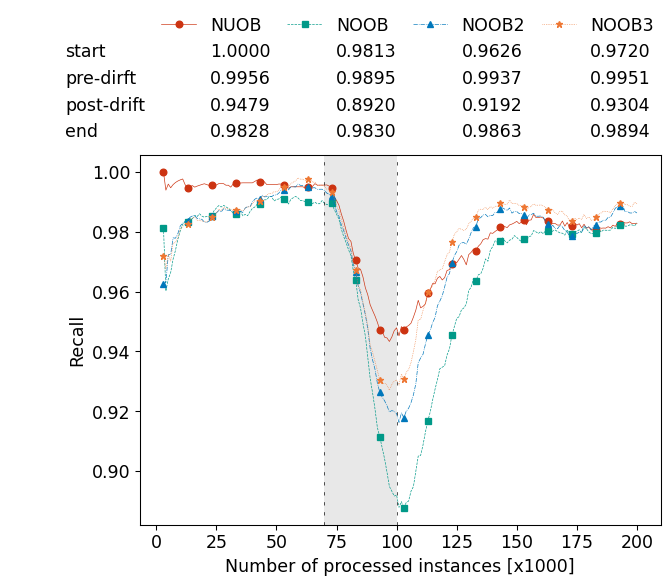 NUOB NOOB NOOB2 NOOB3
start 1.0000 0.9813 0.9626 0.9720
pre-dirft 0.9956 0.9895 0.9937 0.9951
post-drift 0.9479 0.8920 0.9192 0.9304
end 0.9828 0.9830 0.9863 0.9894
1.00
0.98
0.96
0.94
0.92
0.90
Recall
0 25 50 75 100 125 150 175 200
Number of processed instances [x1000]